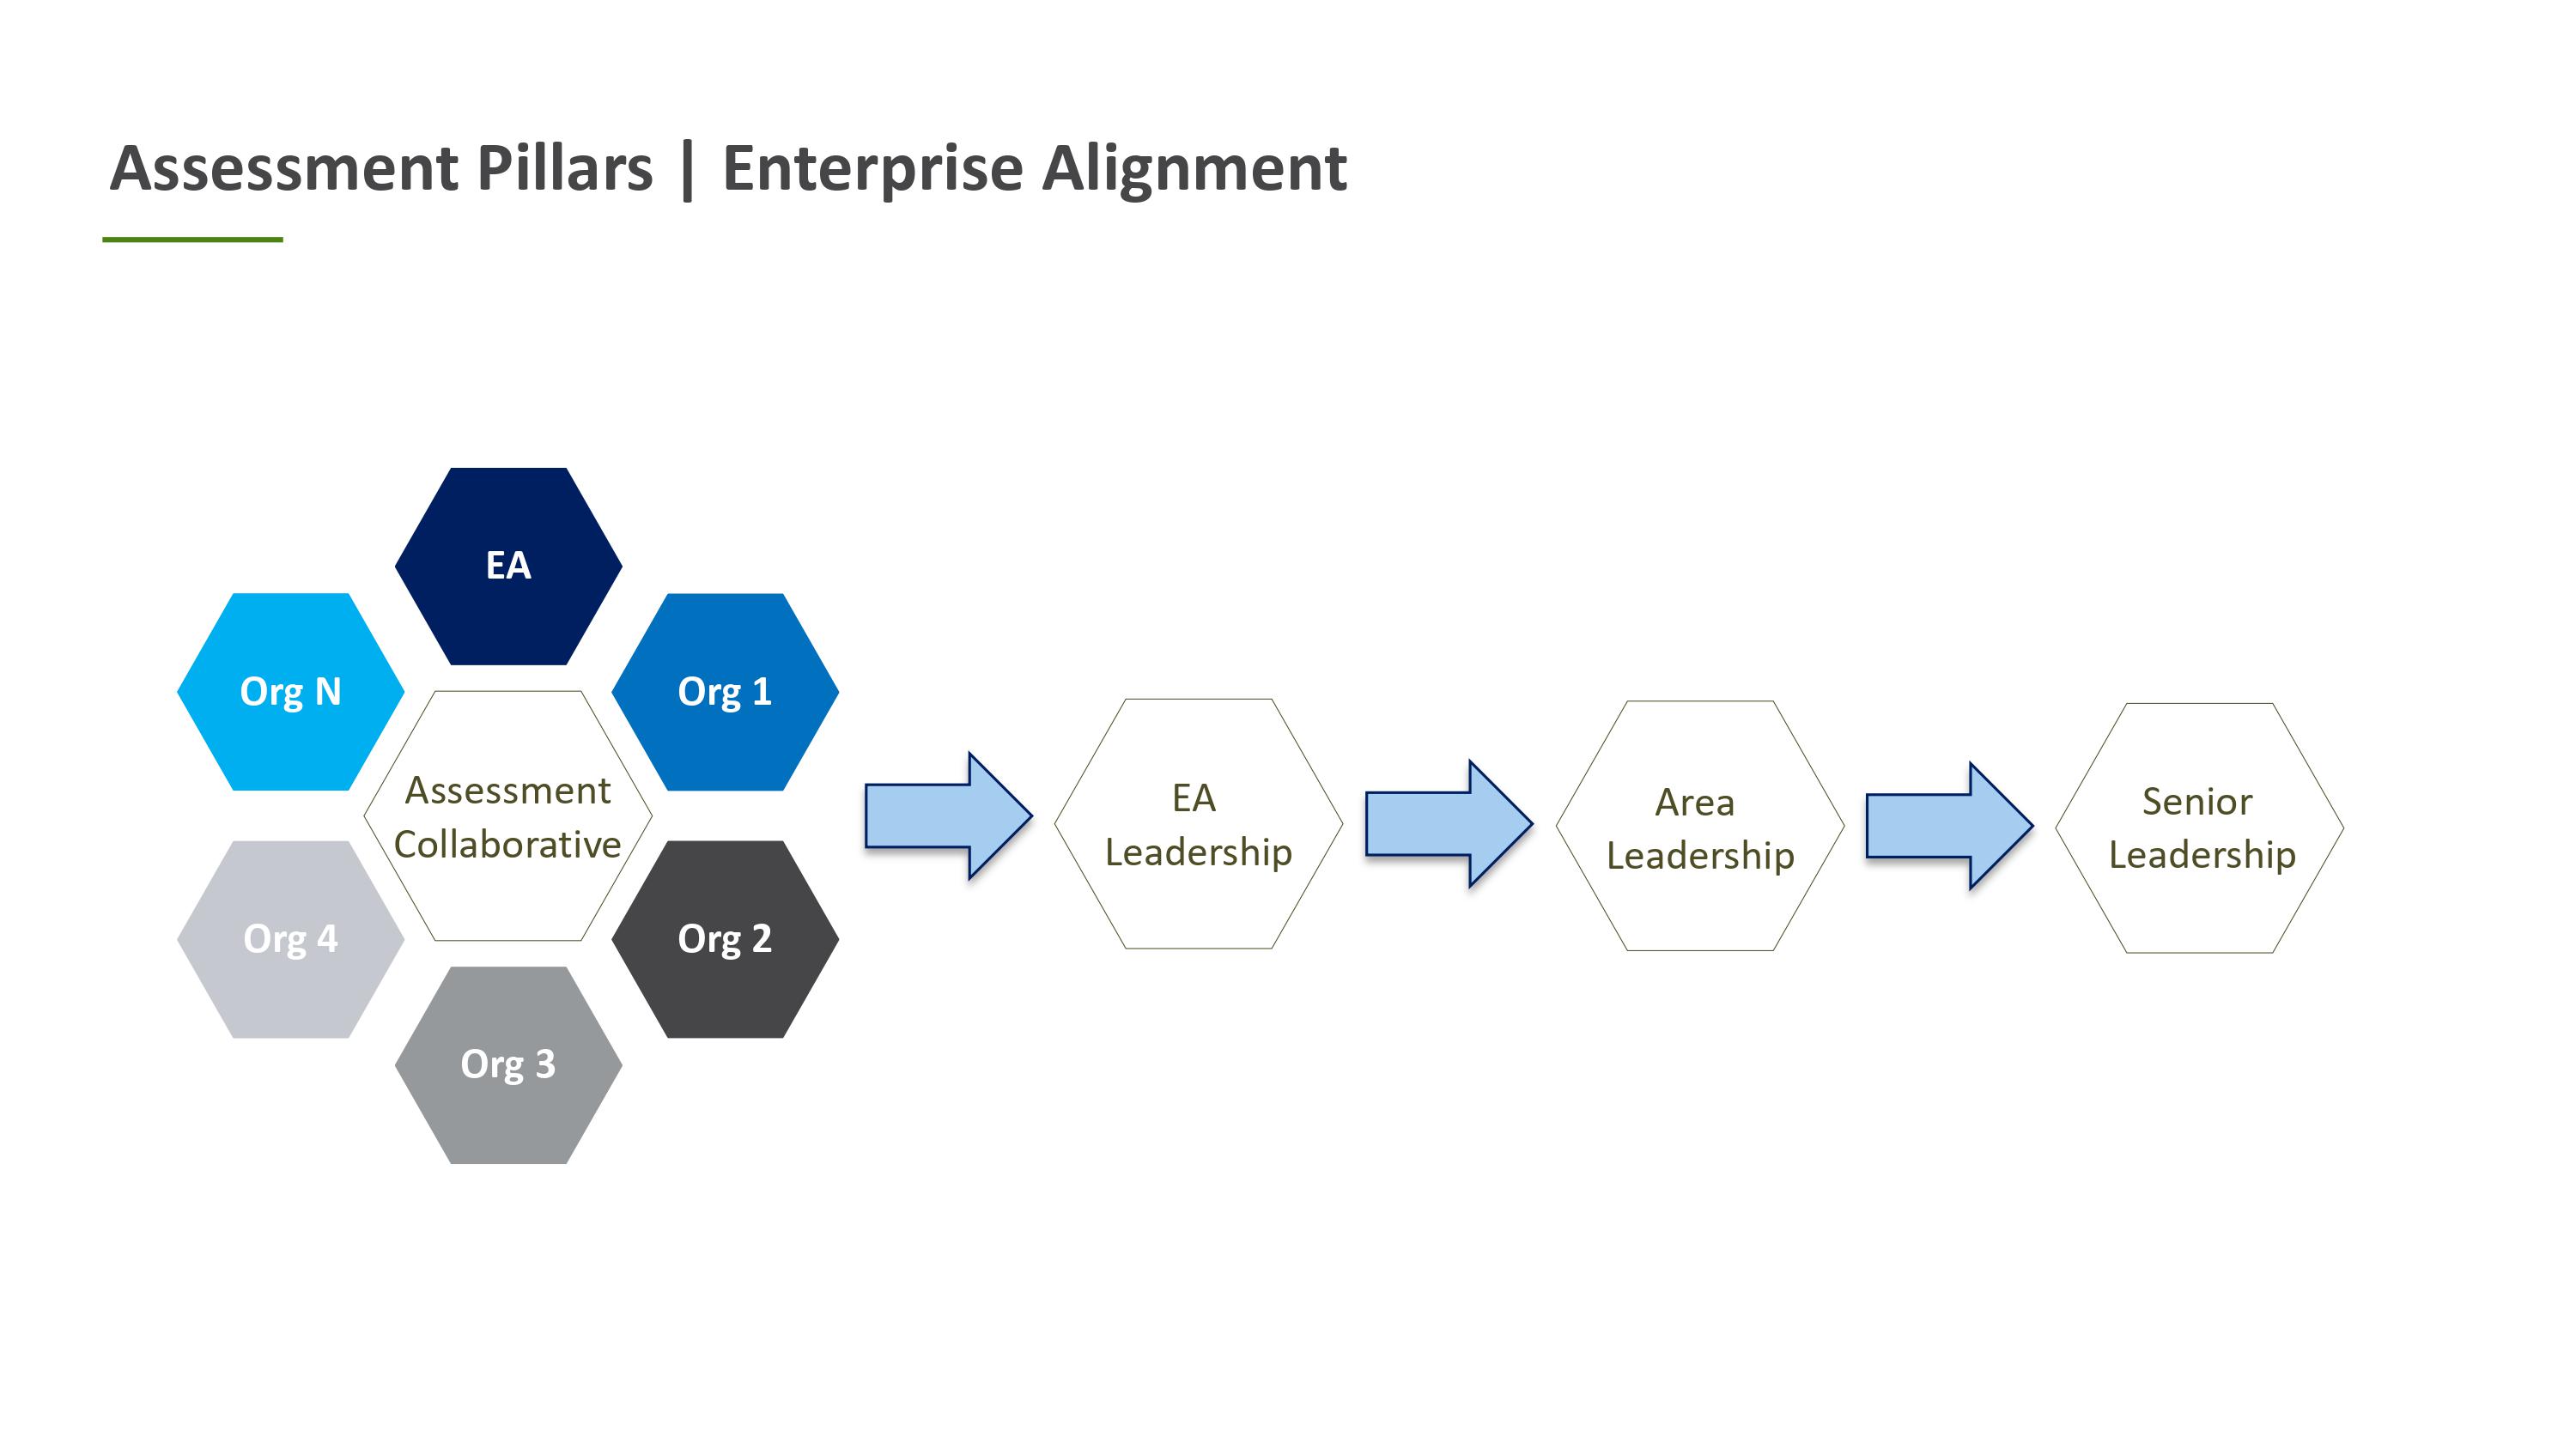 Assessment Pillars | Enterprise Alignment
EA
Org N
Org 1
Assessment
Collaborative
Org 4
Org 2
Org 3
EA
Leadership
Area
Leadership
Senior
Leadership